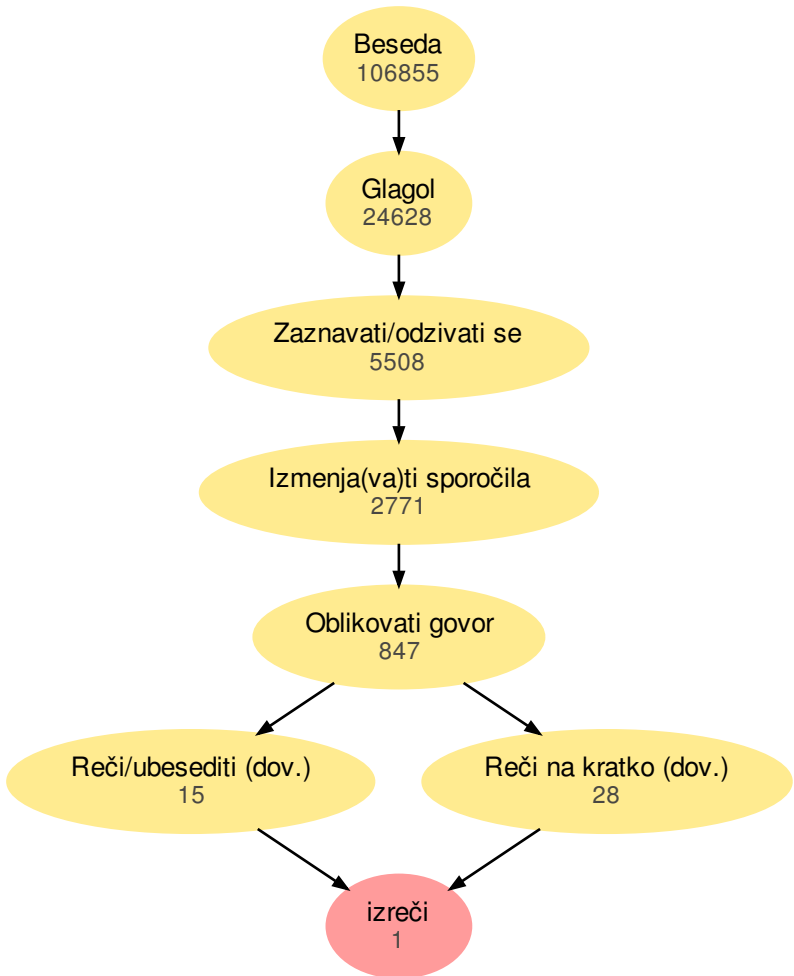 Beseda
106855
Glagol
24628
Zaznavati/odzivati se
5508
Izmenja(va)ti sporočila
2771
Oblikovati govor
847
Reči/ubesediti (dov.)
15
Reči na kratko (dov.)
28
izreči
1